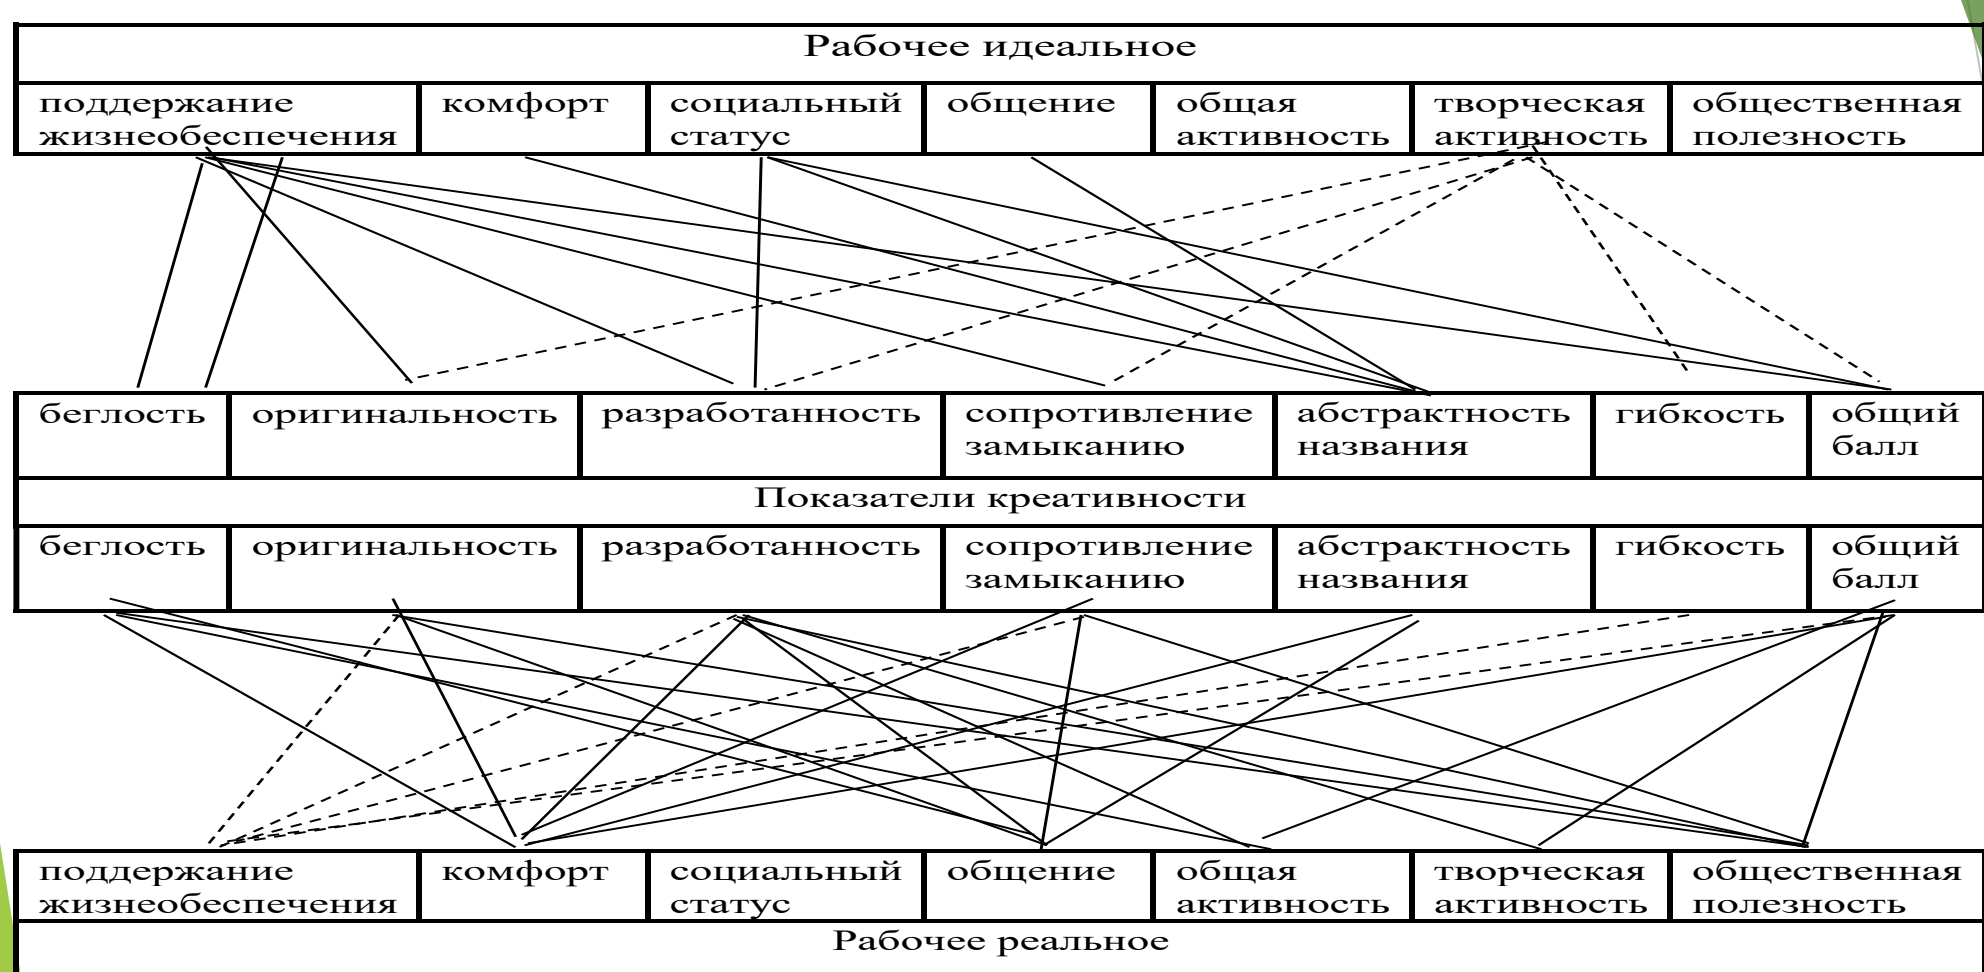 Рабочее идеальное
поддержание жизнеобеспечения
комфорт
социальный статус
общение
общая активность
творческая активность
общественная полезность
беглость
оригинальность
разработанность
сопротивление замыканию
абстрактность названия
гибкость
общий балл
Показатели креативности
беглость
оригинальность
разработанность
сопротивление замыканию
абстрактность названия
гибкость
общий балл
поддержание жизнеобеспечения
комфорт
социальный статус
общение
общая активность
творческая активность
общественная полезность
Рабочее реальное